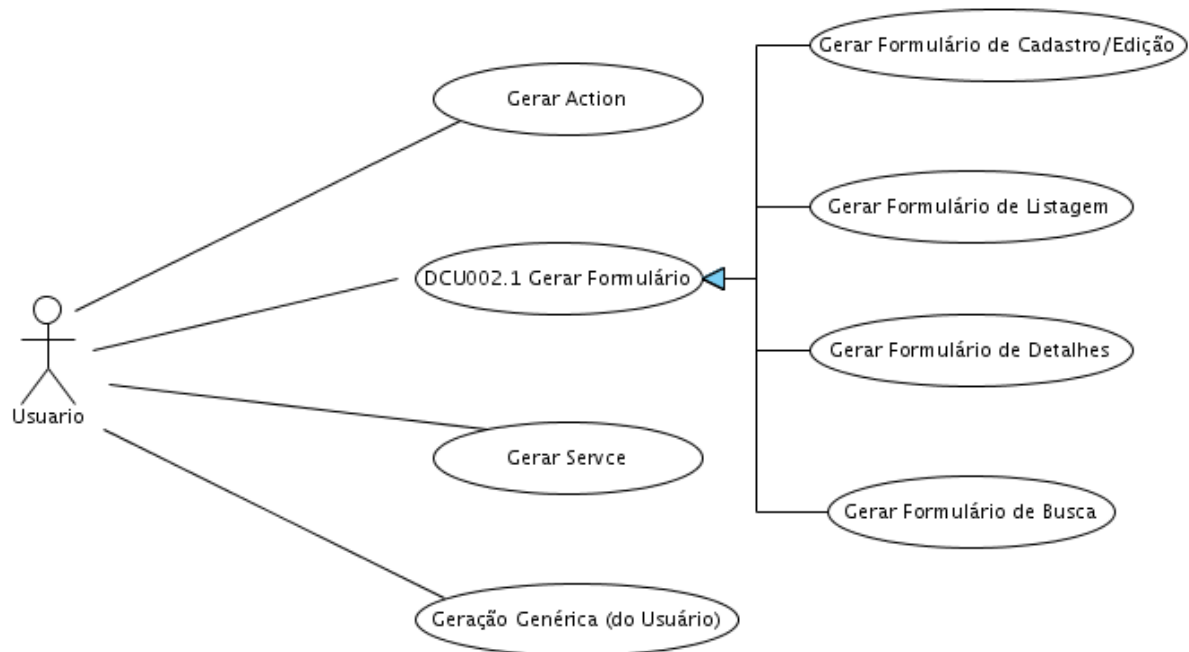 Gerar Formulário de Cadastro/Edição
Gerar Action
Gerar Formulário de Listagem
DCU002.1 Gerar Formulário
Gerar Formulário de Detalhes
Usuario
Gerar Servce
Gerar Formulário de Busca
Geração Genérica (do Usuário)